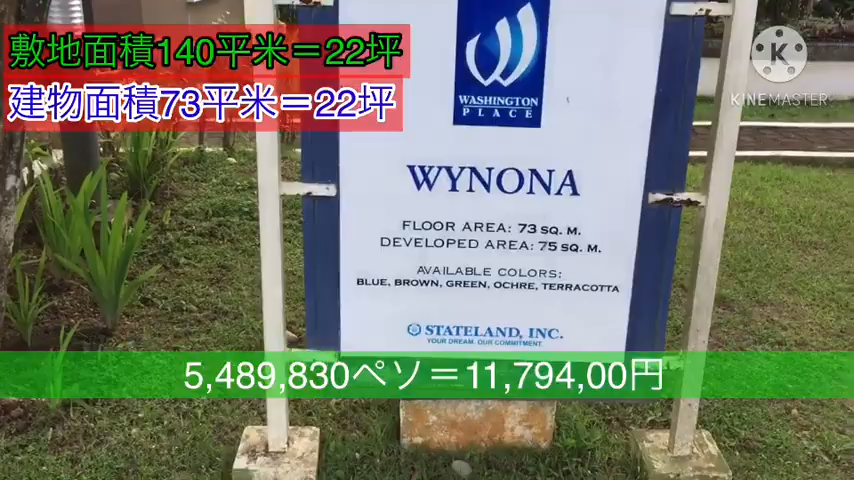 敷地面積140平米＝22坪
建物面積73平米＝22坪
K
KINEMASTER
WASHINGTON
PLACE
WYNONA
FLOOR AREA: 73 SQ. M.
DEVELOPED AREA: 75 SQ. M.
AVAILABLE COLORS:
BLUE, BROWN, GREEN, OCHRE, TERRACOTTA
STATELAND, INC.
YOUR DREAM. OUR COMMITMENT.
5,489,830ペソ＝11,794,00円